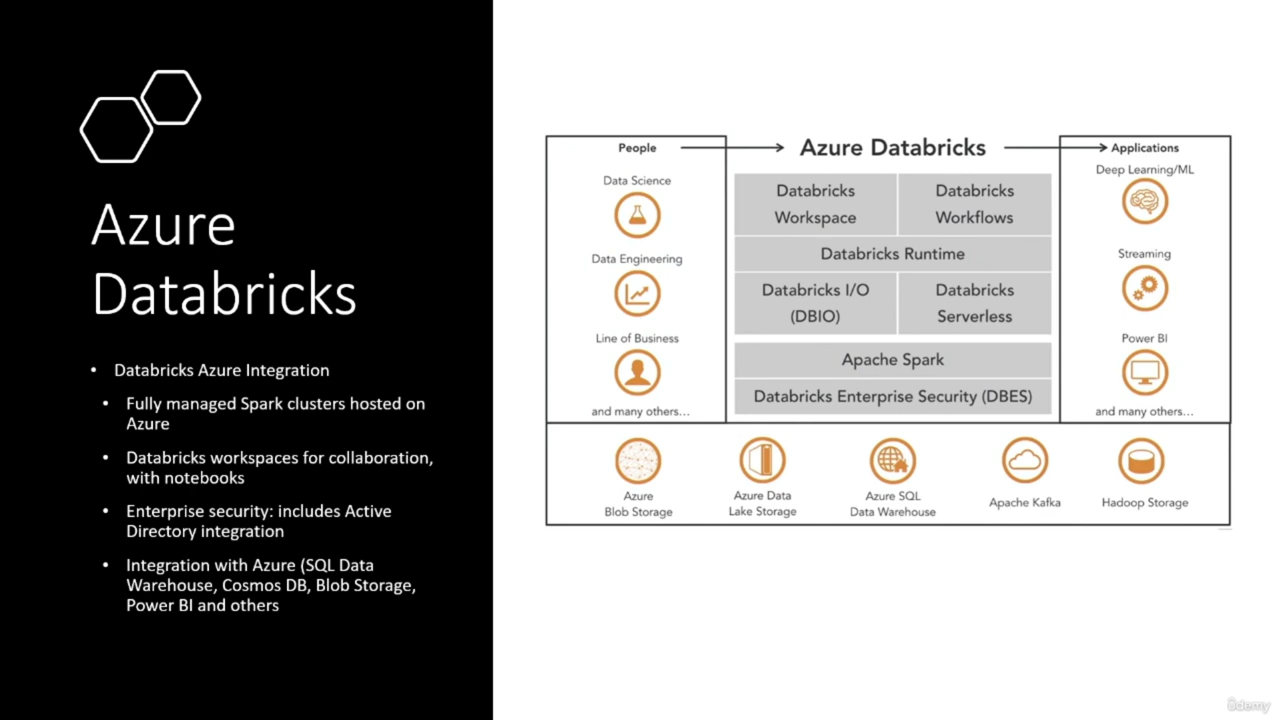 Azure
Databricks
• Databricks Azure Integration
• Fully managed Spark clusters hosted on
Azure
• Databricks workspaces for collaboration,
with notebooks
• Enterprise security: includes Active
Directory integration
• Integration with Azure (SQL Data
Warehouse, Cosmos DB, Blob Storage,
Power BI and others
People
Data Science
Data Engineering
Line of Business
and many others...
Azure Databricks
Databricks
Workspace
Databricks
Workflows
Databricks Runtime
Databricks I/O
(DBIO)
Databricks
Serverless
Apache Spark
Databricks Enterprise Security (DBES)
Applications
Deep Learning/ML
Streaming
Power BI
and many others...
Azure
Blob Storage
Azure Data
Lake Storage
Azure SQL
Data Warehouse
Apache Kafka
Hadoop Storage
ûdemy